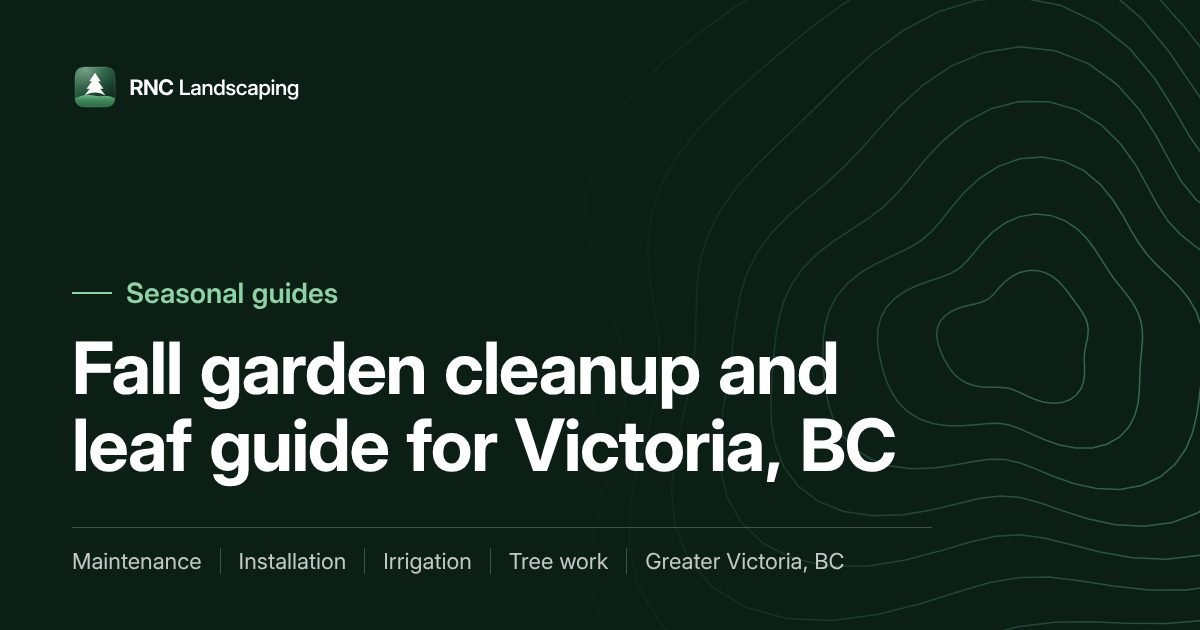 RNC Landscaping
Seasonal guides
Fall garden cleanup and
leaf guide for Victoria, BC
Maintenance Installation Irrigation Tree work Greater Victoria, BC